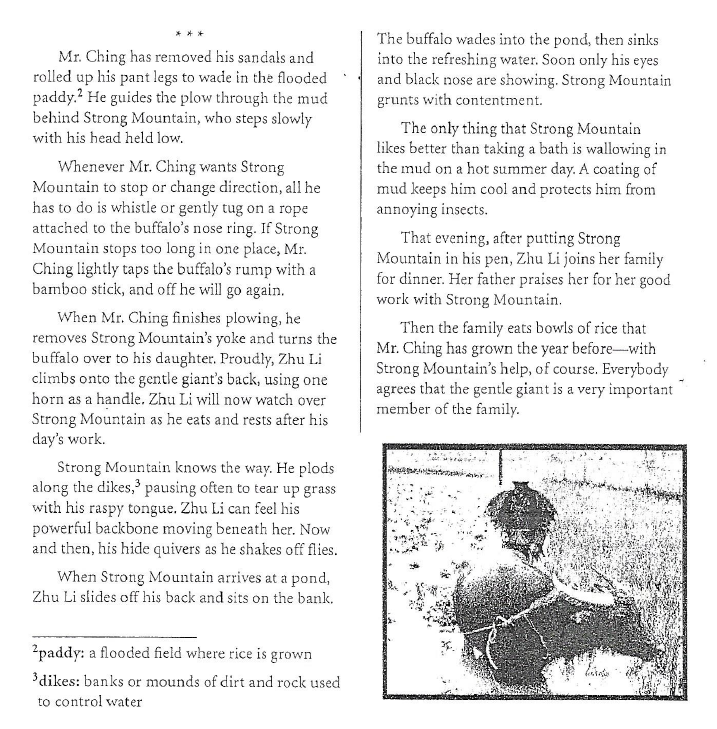 * * *
Mr. Ching has removed his sandals and
rolled up his pant legs to wade in the flooded
paddy.² He guides the plow through the mud
behind Strong Mountain, who steps slowly
with his head held low.
Whenever Mr. Ching wants Strong
Mountain to stop or change direction, all he
has to do is whistle or gently tug on a rope
attached to the buffalo's nose ring. If Strong
Mountain stops too long in one place, Mr.
Ching lightly taps the buffalo's rump with a
bamboo stick, and off he will go again.
When Mr. Ching finishes plowing, he
removes Strong Mountain's yoke and turns the
buffalo over to his daughter. Proudly, Zhu Li
climbs onto the gentle giant's back, using one
horn as a handle. Zhu Li will now watch over
Strong Mountain as he eats and rests after his
day's work.
Strong Mountain knows the way. He plods
along the dikes,³ pausing often to tear up grass
with his raspy tongue. Zhu Li can feel his
powerful backbone moving beneath her. Now
and then, his hide quivers as he shakes off flies.
When Strong Mountain arrives at a pond,
Zhu Li slides off his back and sits on the bank.
²paddy: a flooded field where rice is grown
³dikes: banks or mounds of dirt and rock used
to control water
The buffalo wades into the pond, then sinks
into the refreshing water. Soon only his eyes
and black nose are showing. Strong Mountain
grunts with contentment.
The only thing that Strong Mountain
likes better than taking a bath is wallowing in
the mud on a hot summer day. A coating of
mud keeps him cool and protects him from
annoying insects.
That evening, after putting Strong
Mountain in his pen, Zhu Li joins her family
for dinner. Her father praises her for her good
work with Strong Mountain.
Then the family eats bowls of rice that
Mr. Ching has grown the year before—with
Strong Mountain's help, of course. Everybody
agrees that the gentle giant is a very important
member of the family.